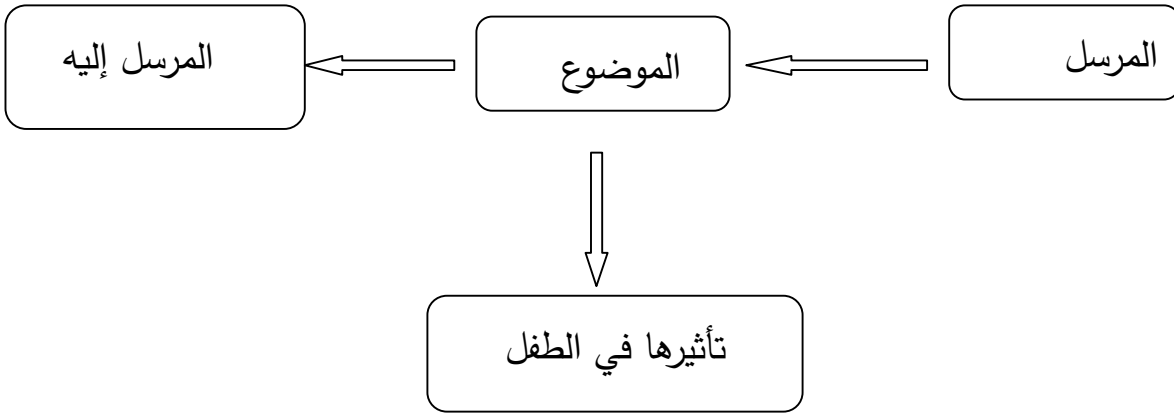 المرسل
الموضوع
المرسل إليه
تأثيرها في الطفل